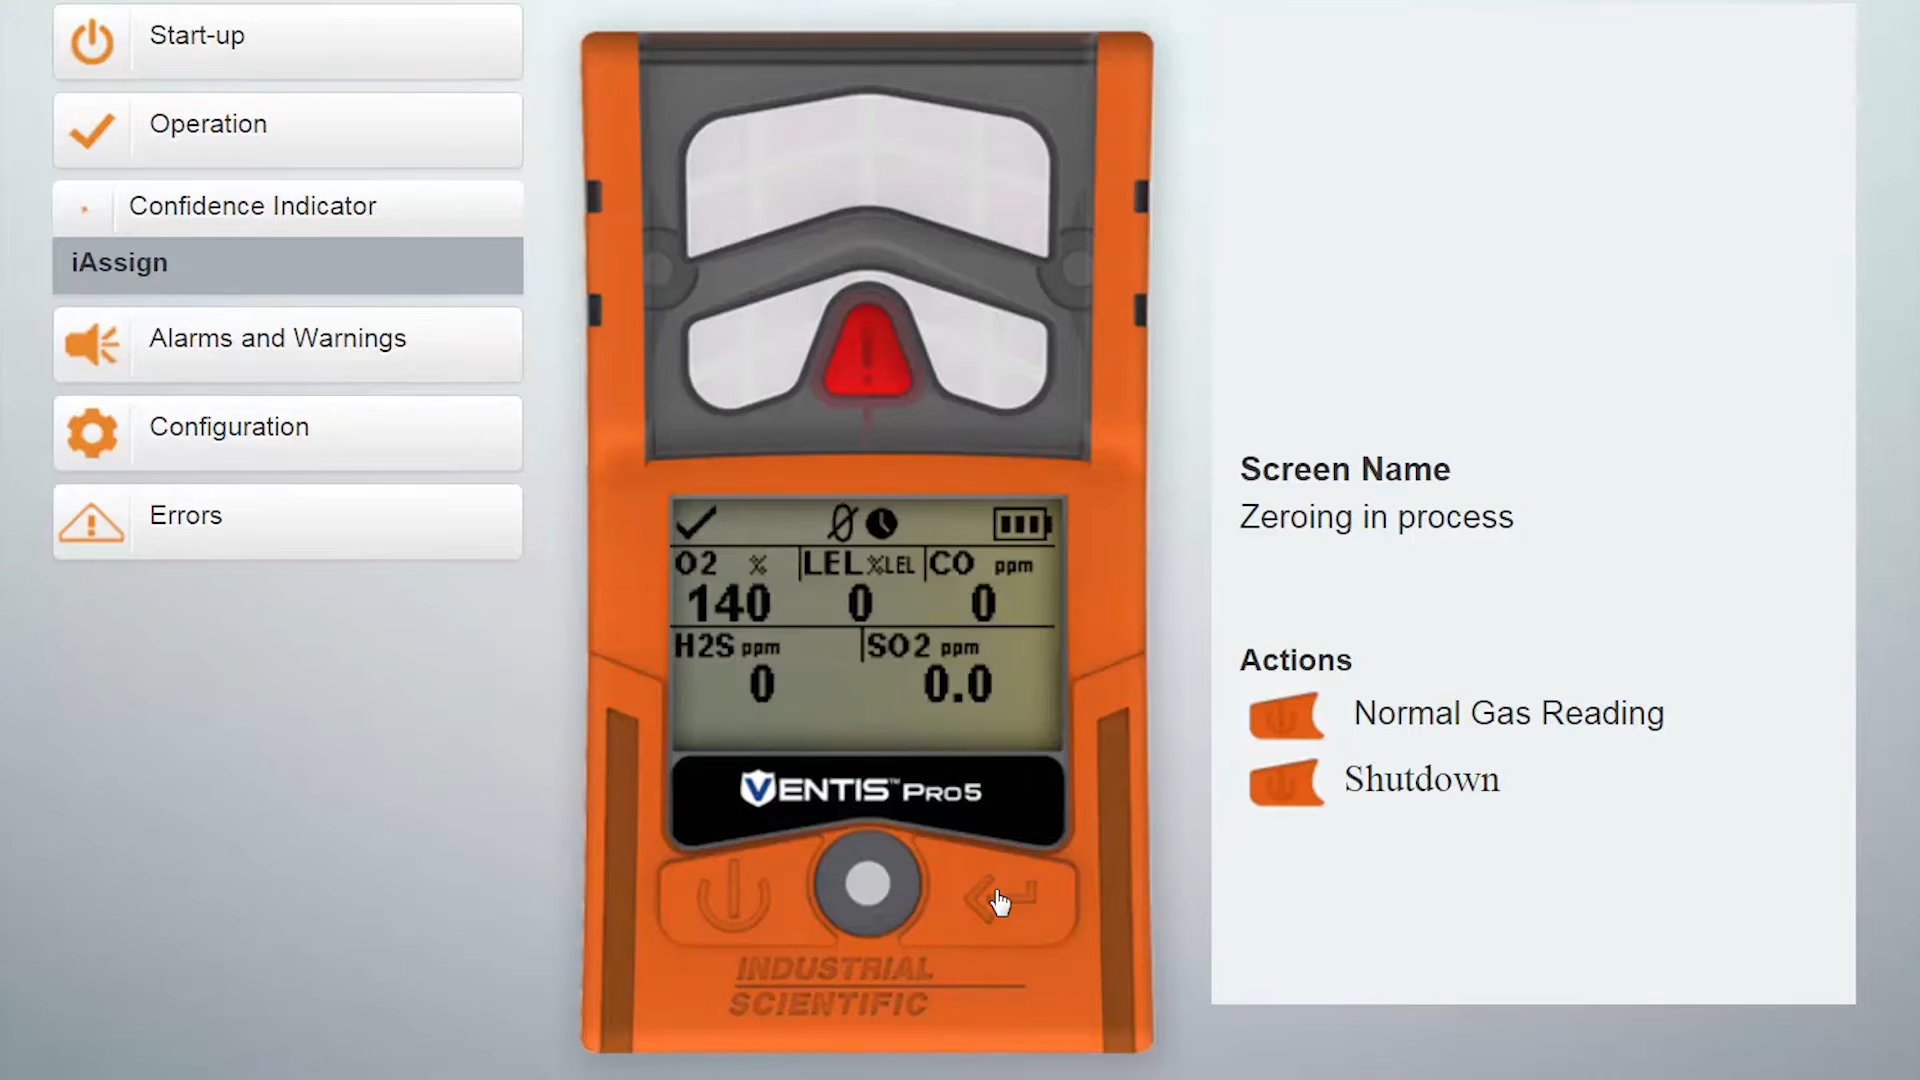 Start-up
Operation
Confidence Indicator
iAssign
Alarms and Warnings
Configuration
Errors
O2 % LEL %LEL CO ppm
140 0 0
H2S ppm SO2 ppm
0 0.0
VENTIS™ PRO5
INDUSTRIAL
SCIENTIFIC
Screen Name
Zeroing in process
Actions
Normal Gas Reading
Shutdown